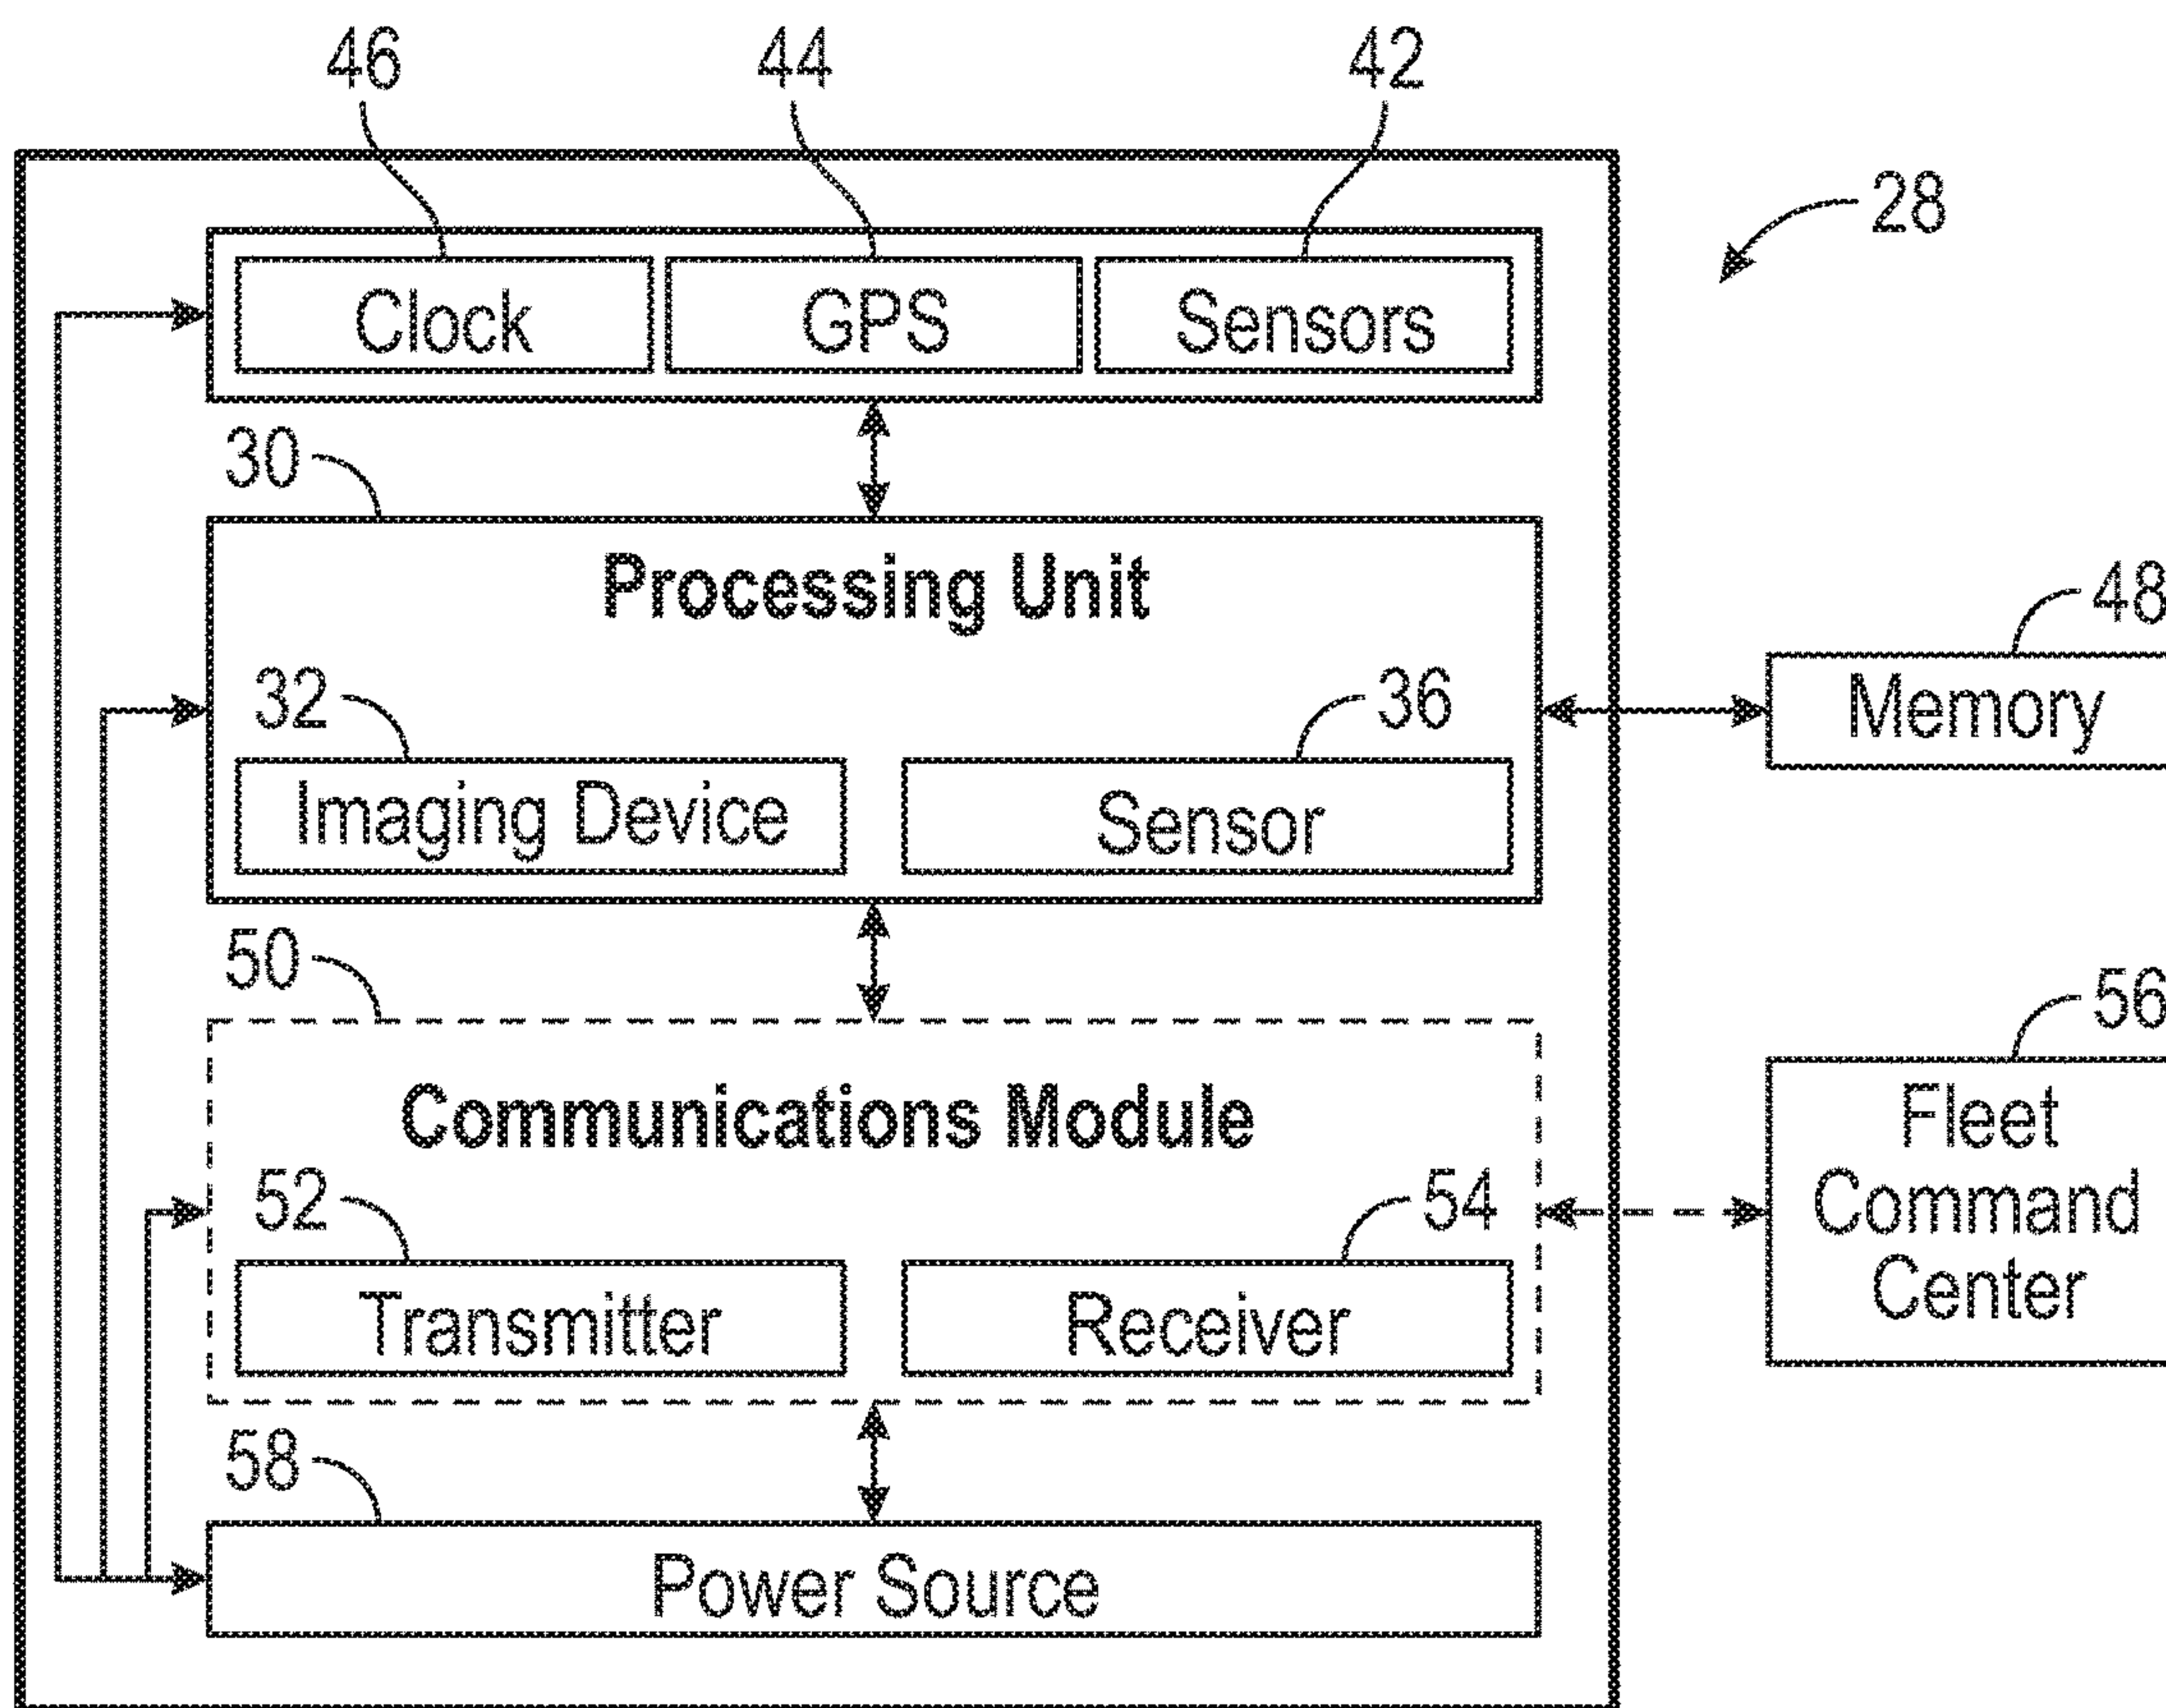 46 44 42
28
Clock GPS Sensors
30
Processing Unit
48
Memory
32 36
Imaging Device Sensor
50
56
Fleet
Command
Center
Communications Module
52 54
Transmitter Receiver
58
Power Source